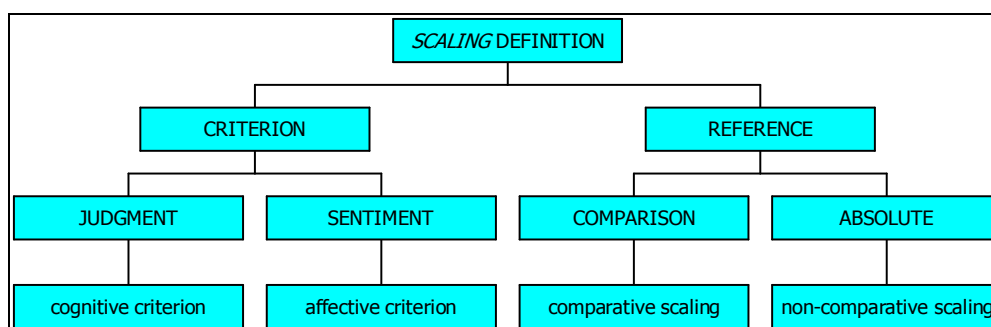 SCALING DEFINITION
CRITERION
REFERENCE
JUDGMENT
SENTIMENT
COMPARISON
ABSOLUTE
cognitive criterion
affective criterion
comparative scaling
non-comparative scaling